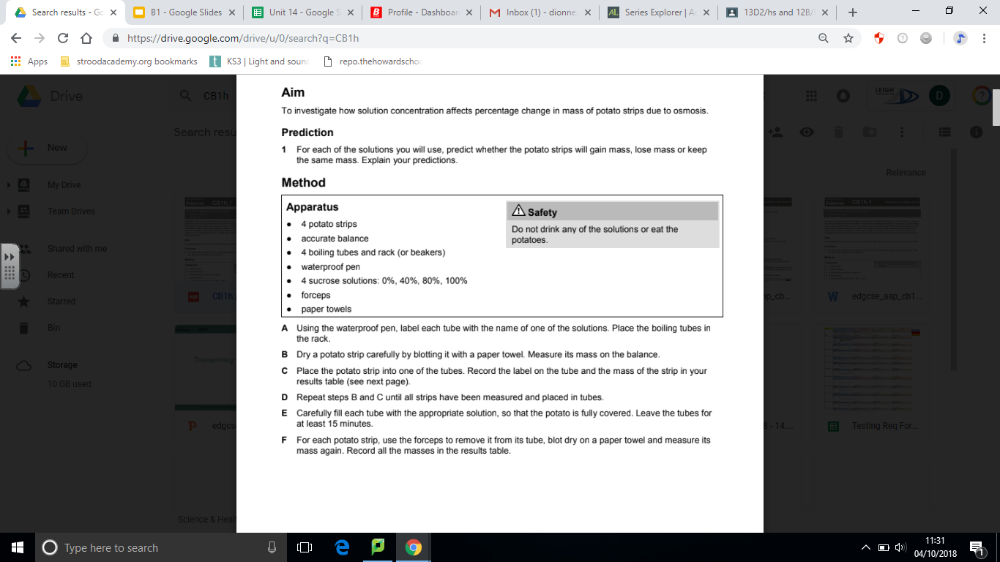 Search results - Go
B1 - Google Slides
Unit 14 - Google S
Profile - Dashboar
Inbox (1) - dionne.
Series Explorer | A
13D2/hs and 12B/
https://drive.google.com/drive/u/0/search?q=CB1h
Apps
stroodacademy.org bookmarks
KS3 | Light and soun
repo.thehowardschoo
Drive
CB1h
LEIGH
D
Search resu
New
My Drive
Team Drives
Shared with me
Recent
Starred
Bin
Storage
10 GB used
Relevance
Aim
To investigate how solution concentration affects percentage change in mass of potato strips due to osmosis.
Prediction
1 For each of the solutions you will use, predict whether the potato strips will gain mass, lose mass or keep
the same mass. Explain your predictions.
Method
Apparatus
• 4 potato strips
• accurate balance
• 4 boiling tubes and rack (or beakers)
• waterproof pen
• 4 sucrose solutions: 0%, 40%, 80%, 100%
• forceps
• paper towels
Safety
Do not drink any of the solutions or eat the
potatoes.
A Using the waterproof pen, label each tube with the name of one of the solutions. Place the boiling tubes in
the rack.
B Dry a potato strip carefully by blotting it with a paper towel. Measure its mass on the balance.
C Place the potato strip into one of the tubes. Record the label on the tube and the mass of the strip in your
results table (see next page).
D Repeat steps B and C until all strips have been measured and placed in tubes.
E Carefully fill each tube with the appropriate solution, so that the potato is fully covered. Leave the tubes for
at least 15 minutes.
F For each potato strip, use the forceps to remove it from its tube, blot dry on a paper towel and measure its
mass again. Record all the masses in the results table.
CB1h.1
CB1h.1
PDF
CB1h.
op_cb...
W
edgcse_aap_cb1...
Transporting
P
edgcs
8 - 14....
Testing Req For...
Science & Heal
Type here to search
11:31
04/10/2018
1